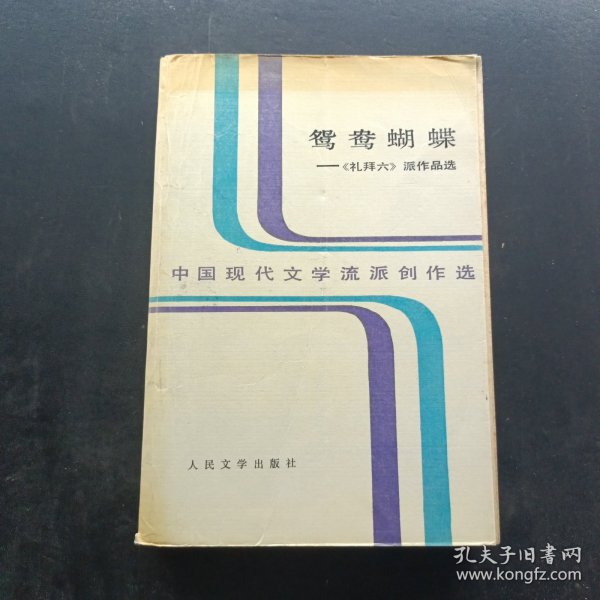 鸳鸯蝴蝶
——《礼拜六》派作品选
中国现代文学流派创作选
人民文学出版社
孔夫子旧书网
www.kongfz.com